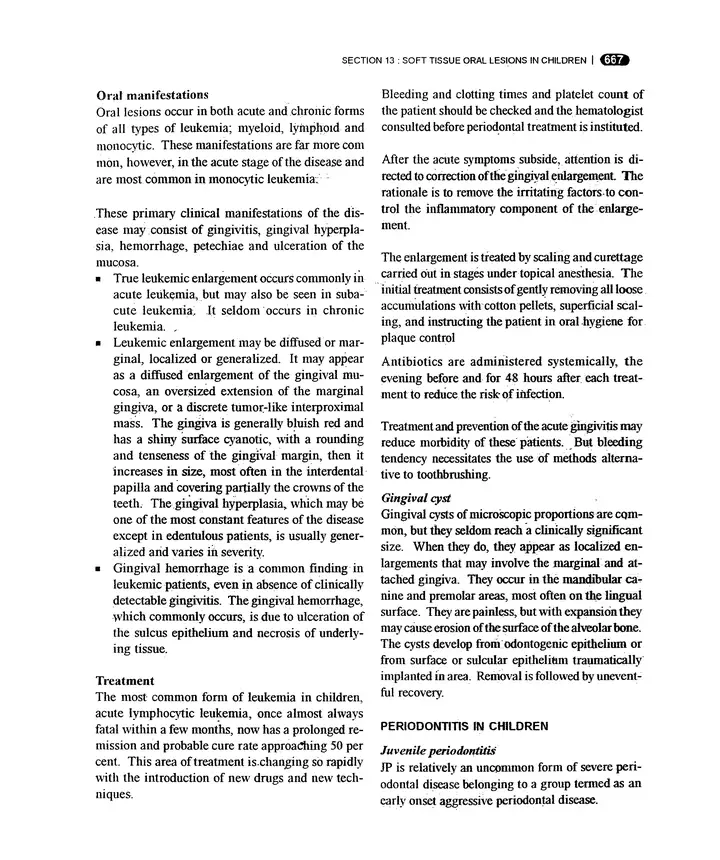 SECTION 13 : SOFT TISSUE ORAL LESIONS IN CHILDREN | 667
Oral manifestations
Oral lesions occur in both acute and chronic forms
of all types of leukemia; myeloid, lymphoid and
monocytic. These manifestations are far more com
mon, however, in the acute stage of the disease and
are most common in monocytic leukemia.
These primary clinical manifestations of the dis-
ease may consist of gingivitis, gingival hyperpla-
sia, hemorrhage, petechiae and ulceration of the
mucosa.
▪ True leukemic enlargement occurs commonly in
acute leukemia, but may also be seen in suba-
cute leukemia. It seldom occurs in chronic
leukemia.
▪ Leukemic enlargement may be diffused or mar-
ginal, localized or generalized. It may appear
as a diffused enlargement of the gingival mu-
cosa, an oversized extension of the marginal
gingiva, or a discrete tumor-like interproximal
mass. The gingiva is generally bluish red and
has a shiny surface cyanotic, with a rounding
and tenseness of the gingival margin, then it
increases in size, most often in the interdental
papilla and covering partially the crowns of the
teeth. The gingival hyperplasia, which may be
one of the most constant features of the disease
except in edentulous patients, is usually gener-
alized and varies in severity.
▪ Gingival hemorrhage is a common finding in
leukemic patients, even in absence of clinically
detectable gingivitis. The gingival hemorrhage,
which commonly occurs, is due to ulceration of
the sulcus epithelium and necrosis of underly-
ing tissue.
Treatment
The most common form of leukemia in children,
acute lymphocytic leukemia, once almost always
fatal within a few months, now has a prolonged re-
mission and probable cure rate approaching 50 per
cent. This area of treatment is changing so rapidly
with the introduction of new drugs and new tech-
niques.
Bleeding and clotting times and platelet count of
the patient should be checked and the hematologist
consulted before periodontal treatment is instituted.
After the acute symptoms subside, attention is di-
rected to correction of the gingival enlargement. The
rationale is to remove the irritating factors to con-
trol the inflammatory component of the enlarge-
ment.
The enlargement is treated by scaling and curettage
carried out in stages under topical anesthesia. The
initial treatment consists of gently removing all loose
accumulations with cotton pellets, superficial scal-
ing, and instructing the patient in oral hygiene for
plaque control
Antibiotics are administered systemically, the
evening before and for 48 hours after each treat-
ment to reduce the risk of infection.
Treatment and prevention of the acute gingivitis may
reduce morbidity of these patients. But bleeding
tendency necessitates the use of methods alterna-
tive to toothbrushing.
Gingival cyst
Gingival cysts of microscopic proportions are com-
mon, but they seldom reach a clinically significant
size. When they do, they appear as localized en-
largements that may involve the marginal and at-
tached gingiva. They occur in the mandibular ca-
nine and premolar areas, most often on the lingual
surface. They are painless, but with expansion they
may cause erosion of the surface of the alveolar bone.
The cysts develop from odontogenic epithelium or
from surface or sulcular epithelium traumatically
implanted in area. Removal is followed by unevent-
ful recovery.
PERIODONTITIS IN CHILDREN
Juvenile periodontitis
JP is relatively an uncommon form of severe peri-
odontal disease belonging to a group termed as an
early onset aggressive periodontal disease.